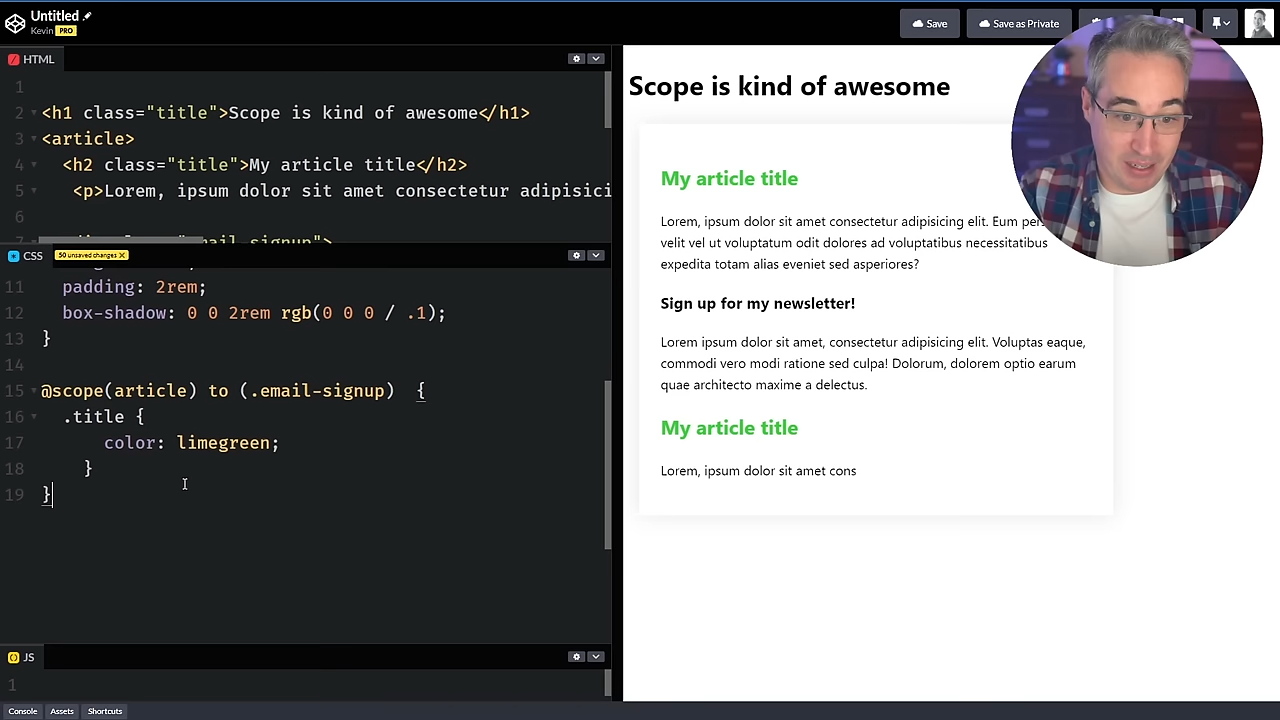 Untitled
Kevin PRO
Save
Save as Private
HTML
1
2 <h1 class="title">Scope is kind of awesome</h1>
3 <article>
4 <h2 class="title">My article title</h2>
5 <p>Lorem, ipsum dolor sit amet consectetur adipisici
6
CSS 50 unsaved changes X
11 padding: 2rem;
12 box-shadow: 0 0 2rem rgb(0 0 0 / .1);
13 }
14
15 @scope(article) to (.email-signup) {
16 .title {
17 color: limegreen;
18 }
19 }
JS
1
Console Assets Shortcuts
Scope is kind of awesome
My article title
Lorem, ipsum dolor sit amet consectetur adipisicing elit. Eum
velit vel ut voluptatum odit dolores ad voluptatibus necessitatibus
expedita totam alias eveniet sed asperiores?
Sign up for my newsletter!
Lorem ipsum dolor sit amet, consectetur adipisicing elit. Voluptas eaque,
commodi vero modi ratione sed culpa! Dolorum, dolorem optio earum
quae architecto maxime a delectus.
My article title
Lorem, ipsum dolor sit amet cons